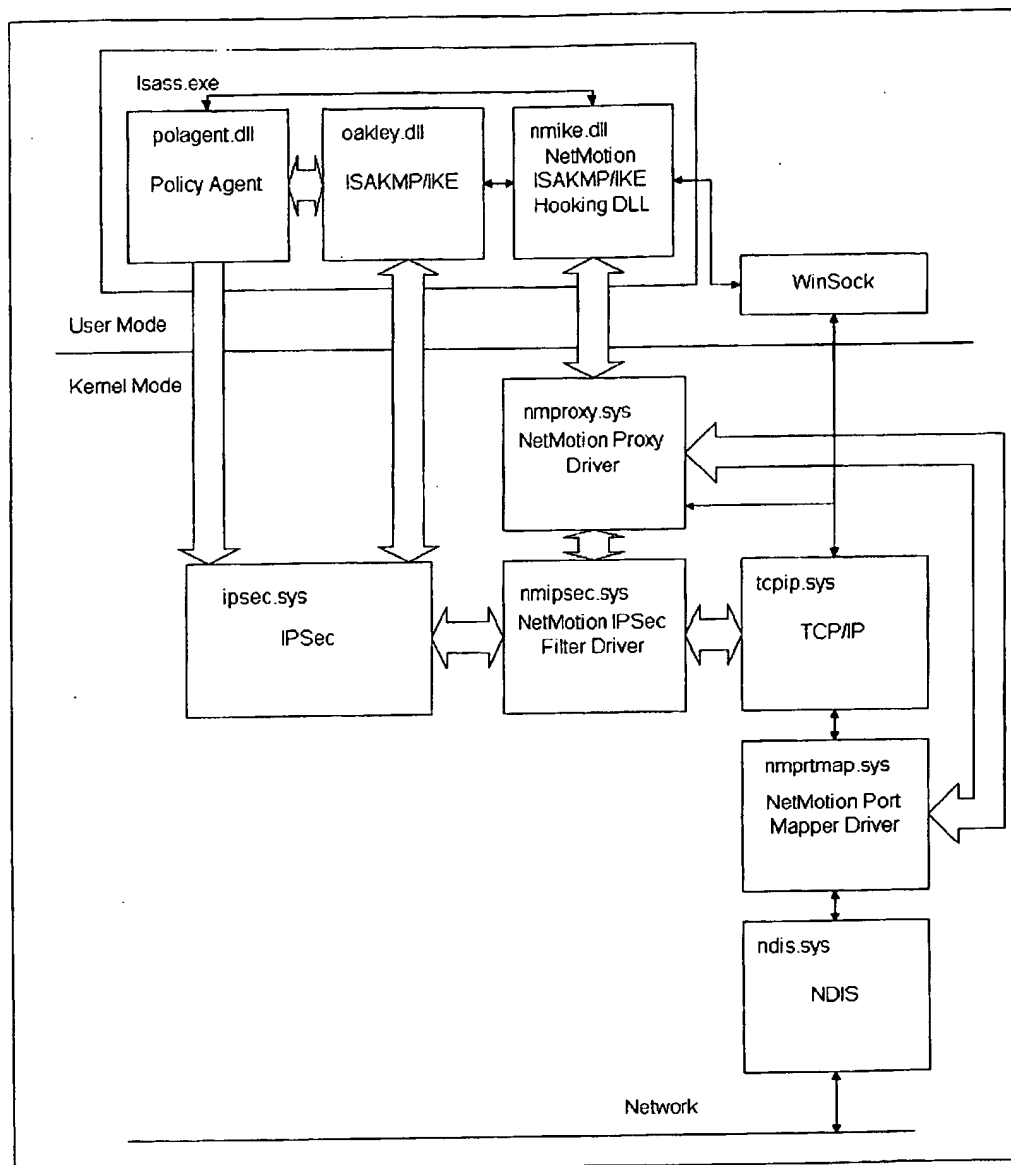 lsass.exe
polagent.dll
Policy Agent
oakley.dll
ISAKMP/IKE
nmike.dll
NetMotion
ISAKMP/IKE
Hooking DLL
WinSock
User Mode
Kernel Mode
nmproxy.sys
NetMotion Proxy
Driver
ipsec.sys
IPSec
nmipsec.sys
NetMotion IPSec
Filter Driver
tcpip.sys
TCP/IP
nmprtmap.sys
NetMotion Port
Mapper Driver
ndis.sys
NDIS
Network